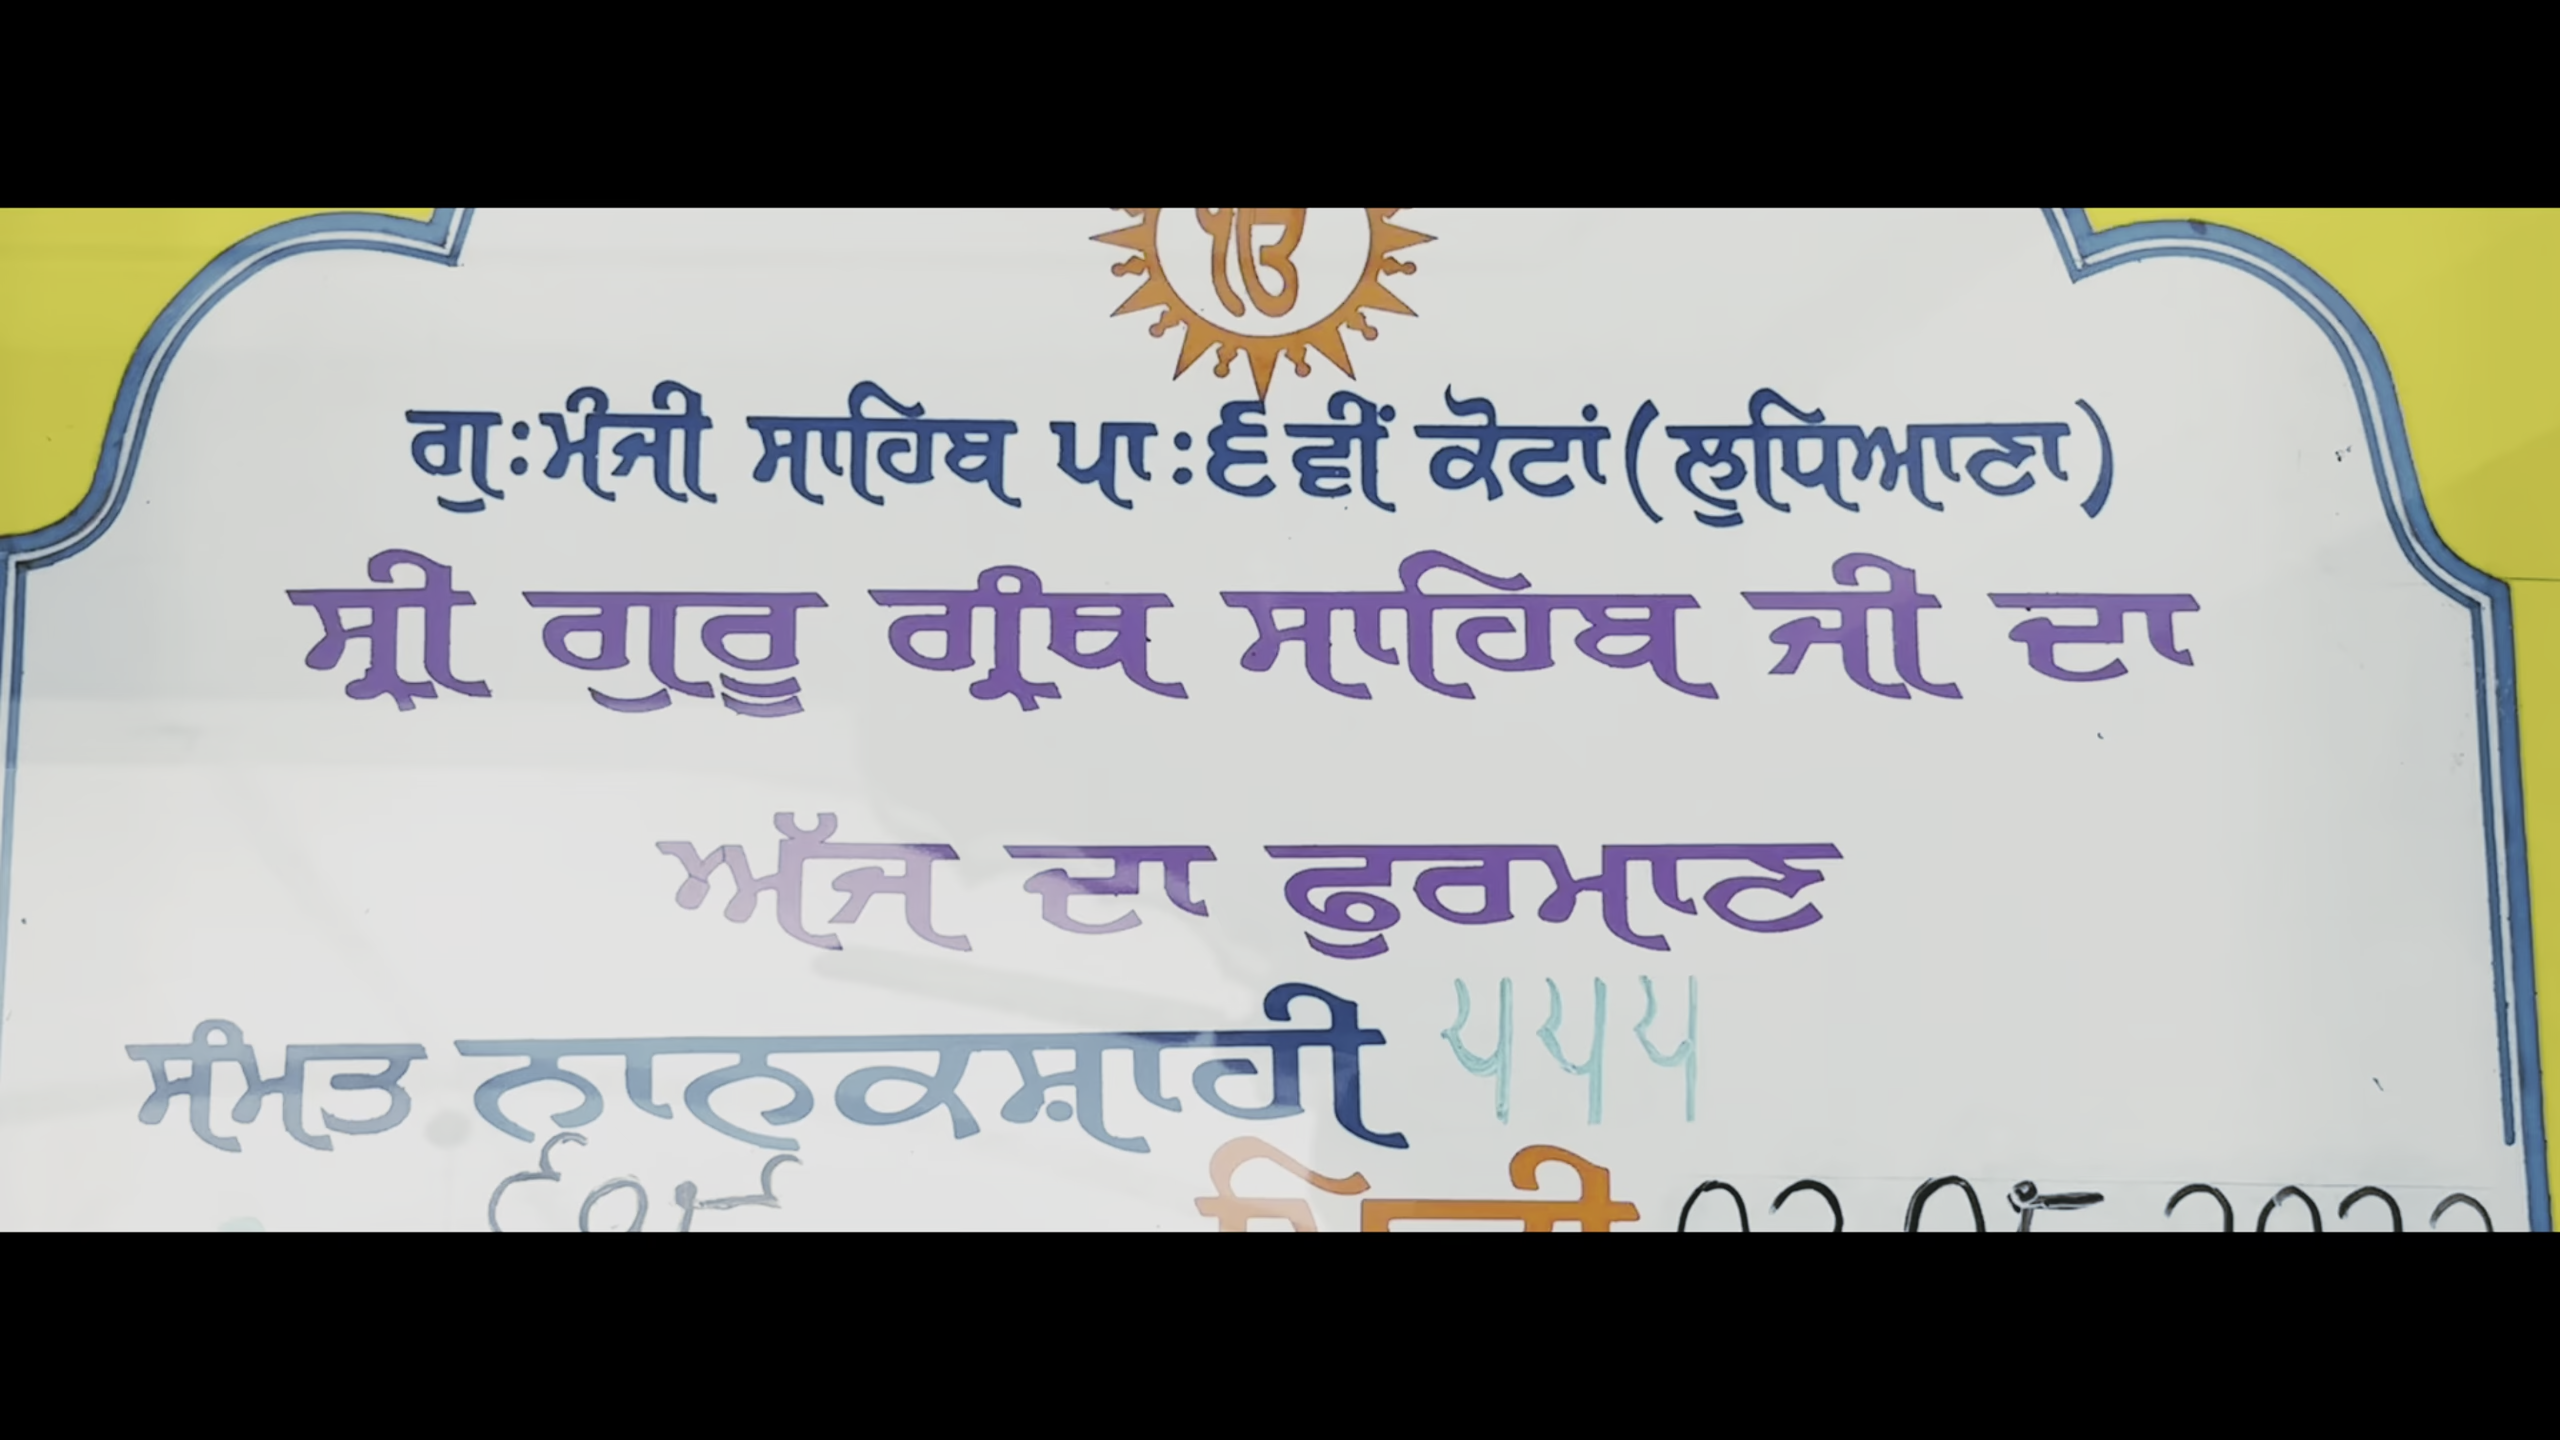 ੴ
ਗੁ:ਮੰਜੀ ਸਾਹਿਬ ਪਾ:੬ਵੀਂ ਕੋਟਾਂ(ਲੁਧਿਆਣਾ)
ਸ੍ਰੀ ਗੁਰੂ ਗ੍ਰੰਥ ਸਾਹਿਬ ਜੀ ਦਾ
ਅੱਜ ਦਾ ਫੁਰਮਾਣ
ਸੰਮਤ ਨਾਨਕਸ਼ਾਹੀ ੫੫੫